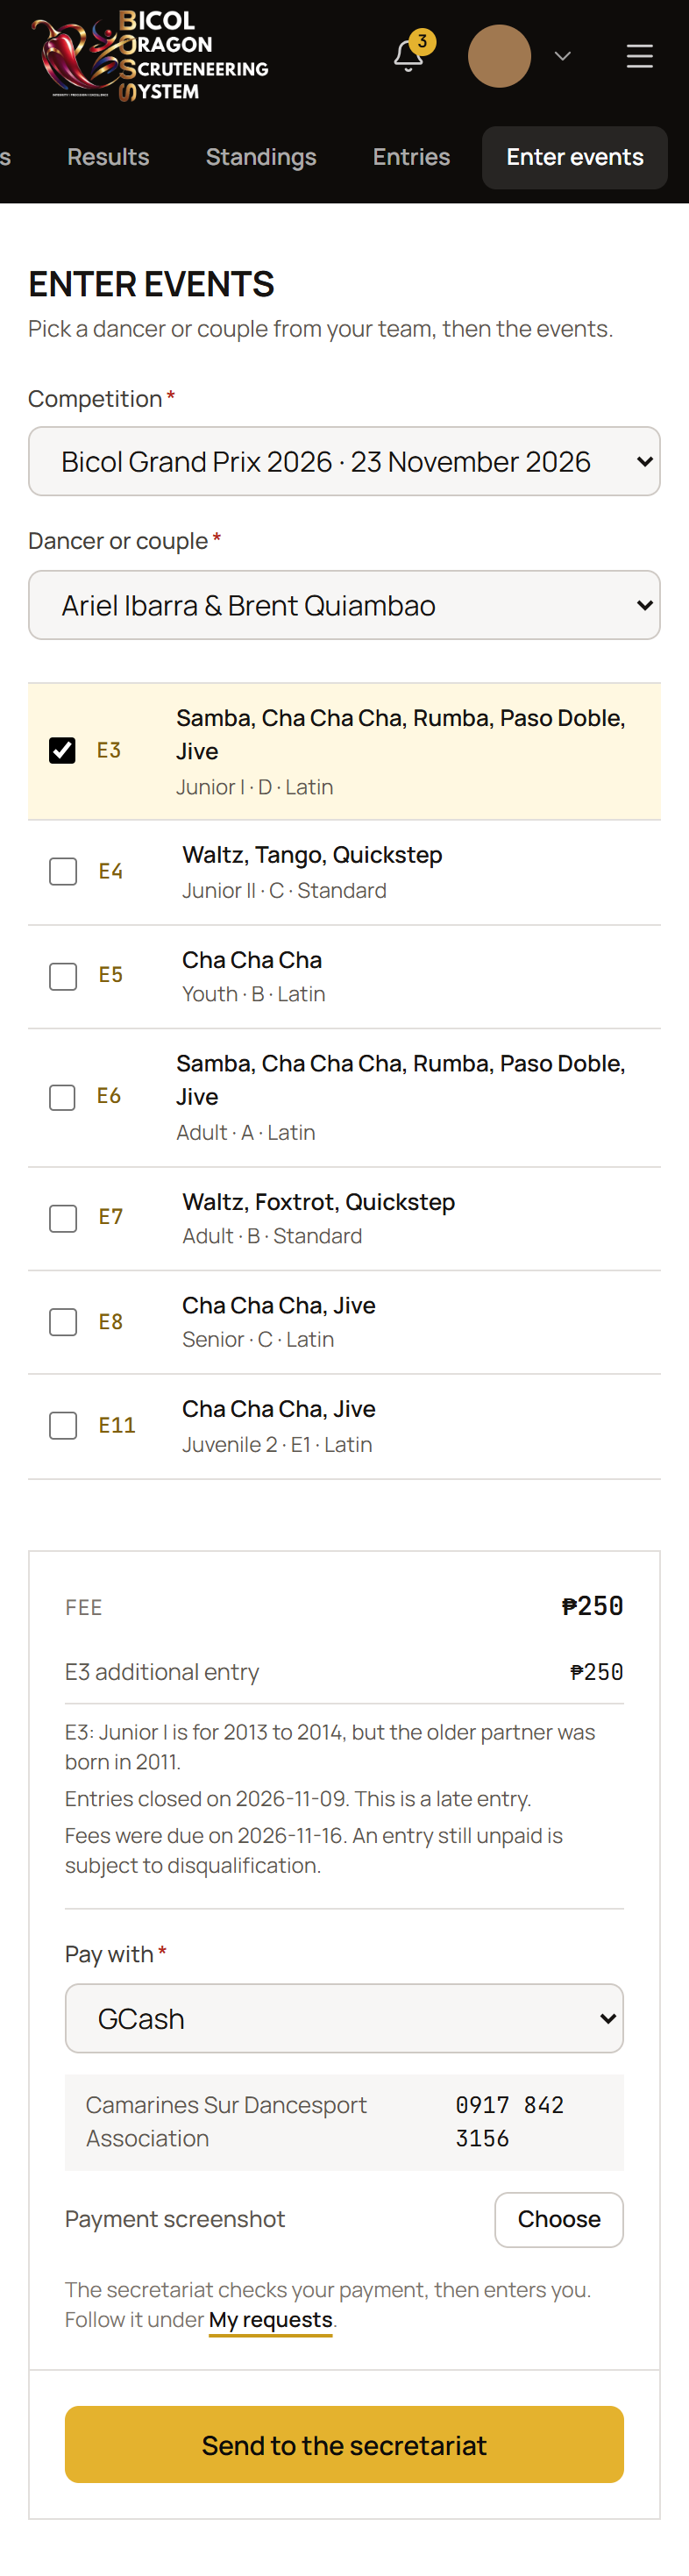 BICOL
DRAGON
SCRUTENEERING
SYSTEM
3
s
Results
Standings
Entries
Enter events
ENTER EVENTS
Pick a dancer or couple from your team, then the events.
Competition *
Bicol Grand Prix 2026 · 23 November 2026
Dancer or couple *
Ariel Ibarra & Brent Quiambao
E3
Samba, Cha Cha Cha, Rumba, Paso Doble,
Jive
Junior I · D · Latin
E4
Waltz, Tango, Quickstep
Junior II · C · Standard
E5
Cha Cha Cha
Youth · B · Latin
E6
Samba, Cha Cha Cha, Rumba, Paso Doble,
Jive
Adult · A · Latin
E7
Waltz, Foxtrot, Quickstep
Adult · B · Standard
E8
Cha Cha Cha, Jive
Senior · C · Latin
E11
Cha Cha Cha, Jive
Juvenile 2 · E1 · Latin
FEE ₱250
E3 additional entry ₱250
E3: Junior I is for 2013 to 2014, but the older partner was
born in 2011.
Entries closed on 2026-11-09. This is a late entry.
Fees were due on 2026-11-16. An entry still unpaid is
subject to disqualification.
Pay with *
GCash
Camarines Sur Dancesport
Association
0917 842
3156
Payment screenshot
Choose
The secretariat checks your payment, then enters you.
Follow it under My requests.
Send to the secretariat